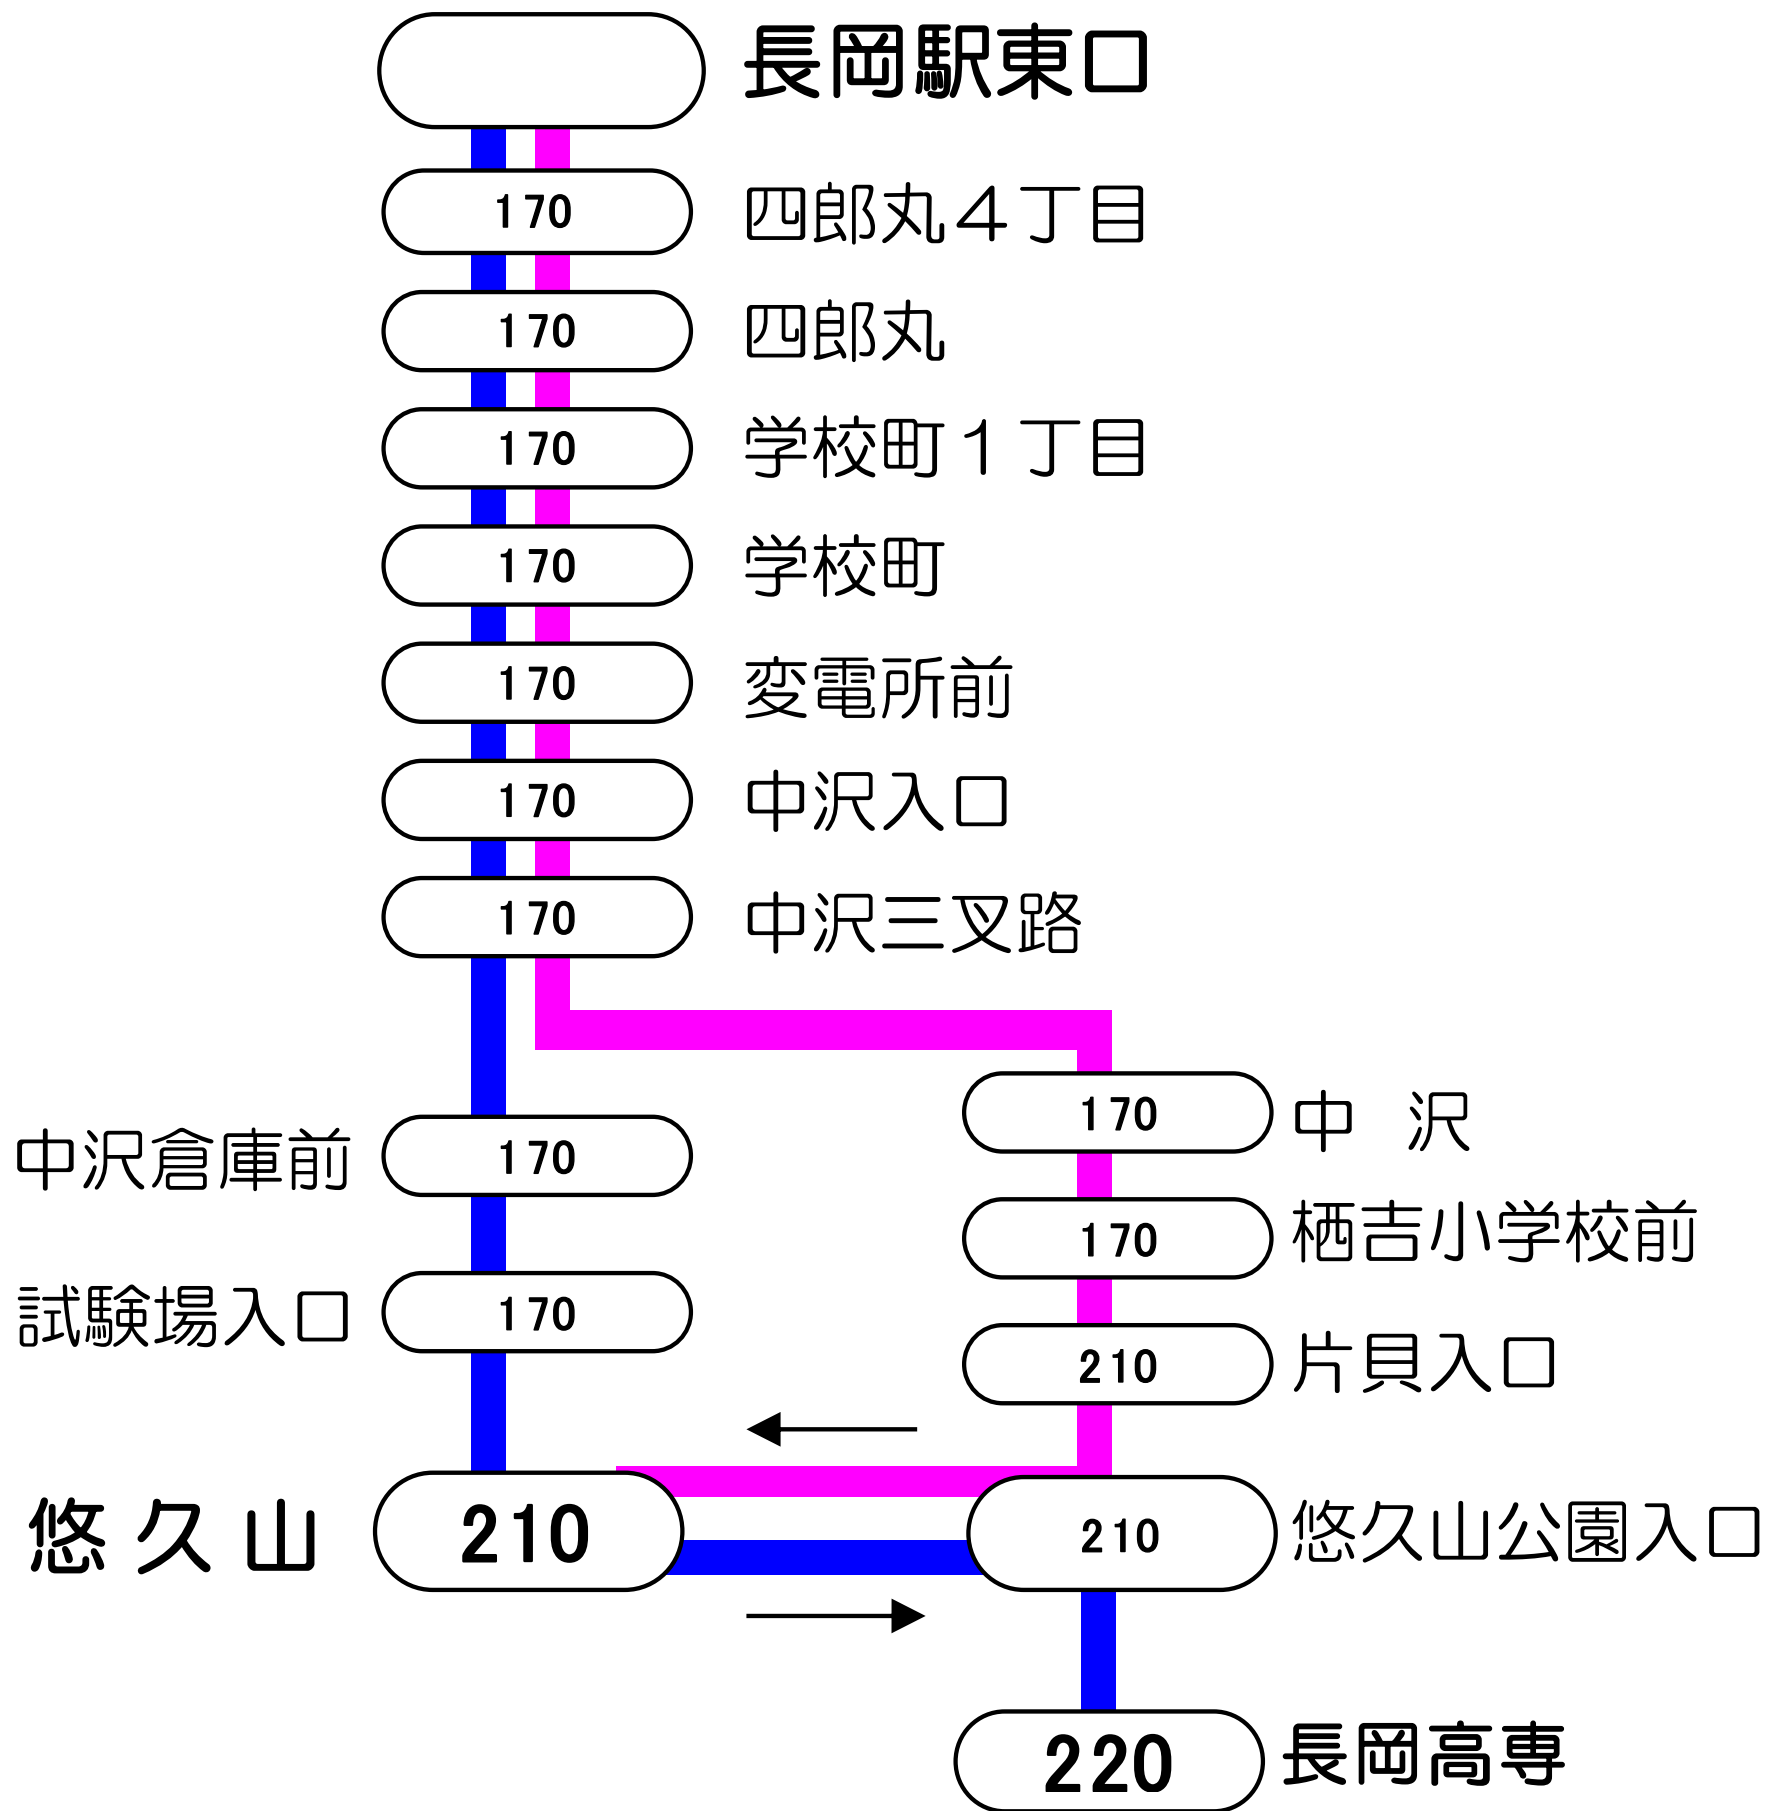 長岡駅東口
170 四郎丸４丁目
170 四郎丸
170 学校町１丁目
170 学校町
170 変電所前
170 中沢入口
170 中沢三叉路
170 中　沢
中沢倉庫前 170
170 栖吉小学校前
試験場入口 170
210 片貝入口
悠久山 210
210 悠久山公園入口
220 長岡高専